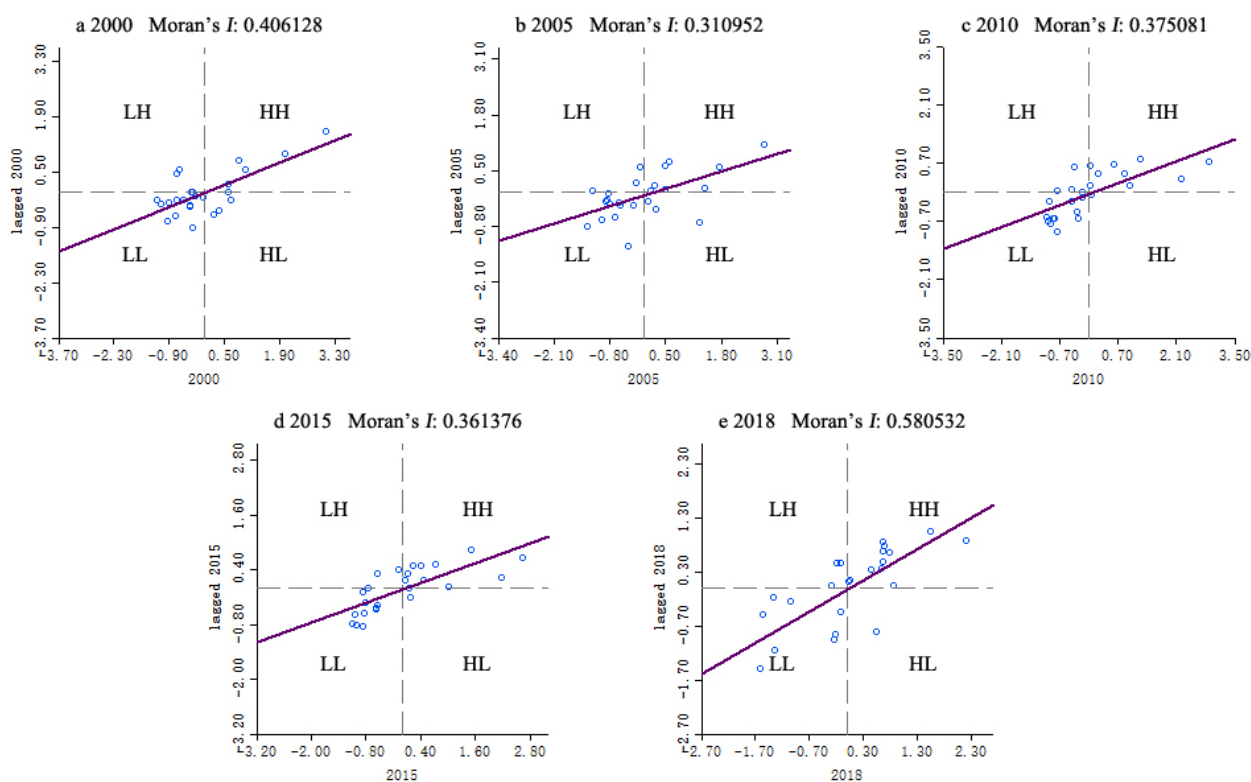 a 2000 Moran's I: 0.406128
3.30
1.90
0.50
-0.90
-2.30
-3.70
lagged 2000
LH
HH
LL
HL
-3.70 -2.30 -0.90 0.50 1.90 3.30
2000
b 2005 Moran's I: 0.310952
3.10
1.80
0.50
-0.80
-2.10
-3.40
lagged 2005
LH
HH
LL
HL
-3.40 -2.10 -0.80 0.50 1.80 3.10
2005
c 2010 Moran's I: 0.375081
3.50
2.10
0.70
-0.70
-2.10
-3.50
lagged 2010
LH
HH
LL
HL
-3.50 -2.10 -0.70 0.70 2.10 3.50
2010
d 2015 Moran's I: 0.361376
2.80
1.60
0.40
-0.80
-2.00
-3.20
lagged 2015
LH
HH
LL
HL
-3.20 -2.00 -0.80 0.40 1.60 2.80
2015
e 2018 Moran's I: 0.580532
2.30
1.30
0.30
-0.70
-1.70
-2.70
lagged 2018
LH
HH
LL
HL
-2.70 -1.70 -0.70 0.30 1.30 2.30
2018